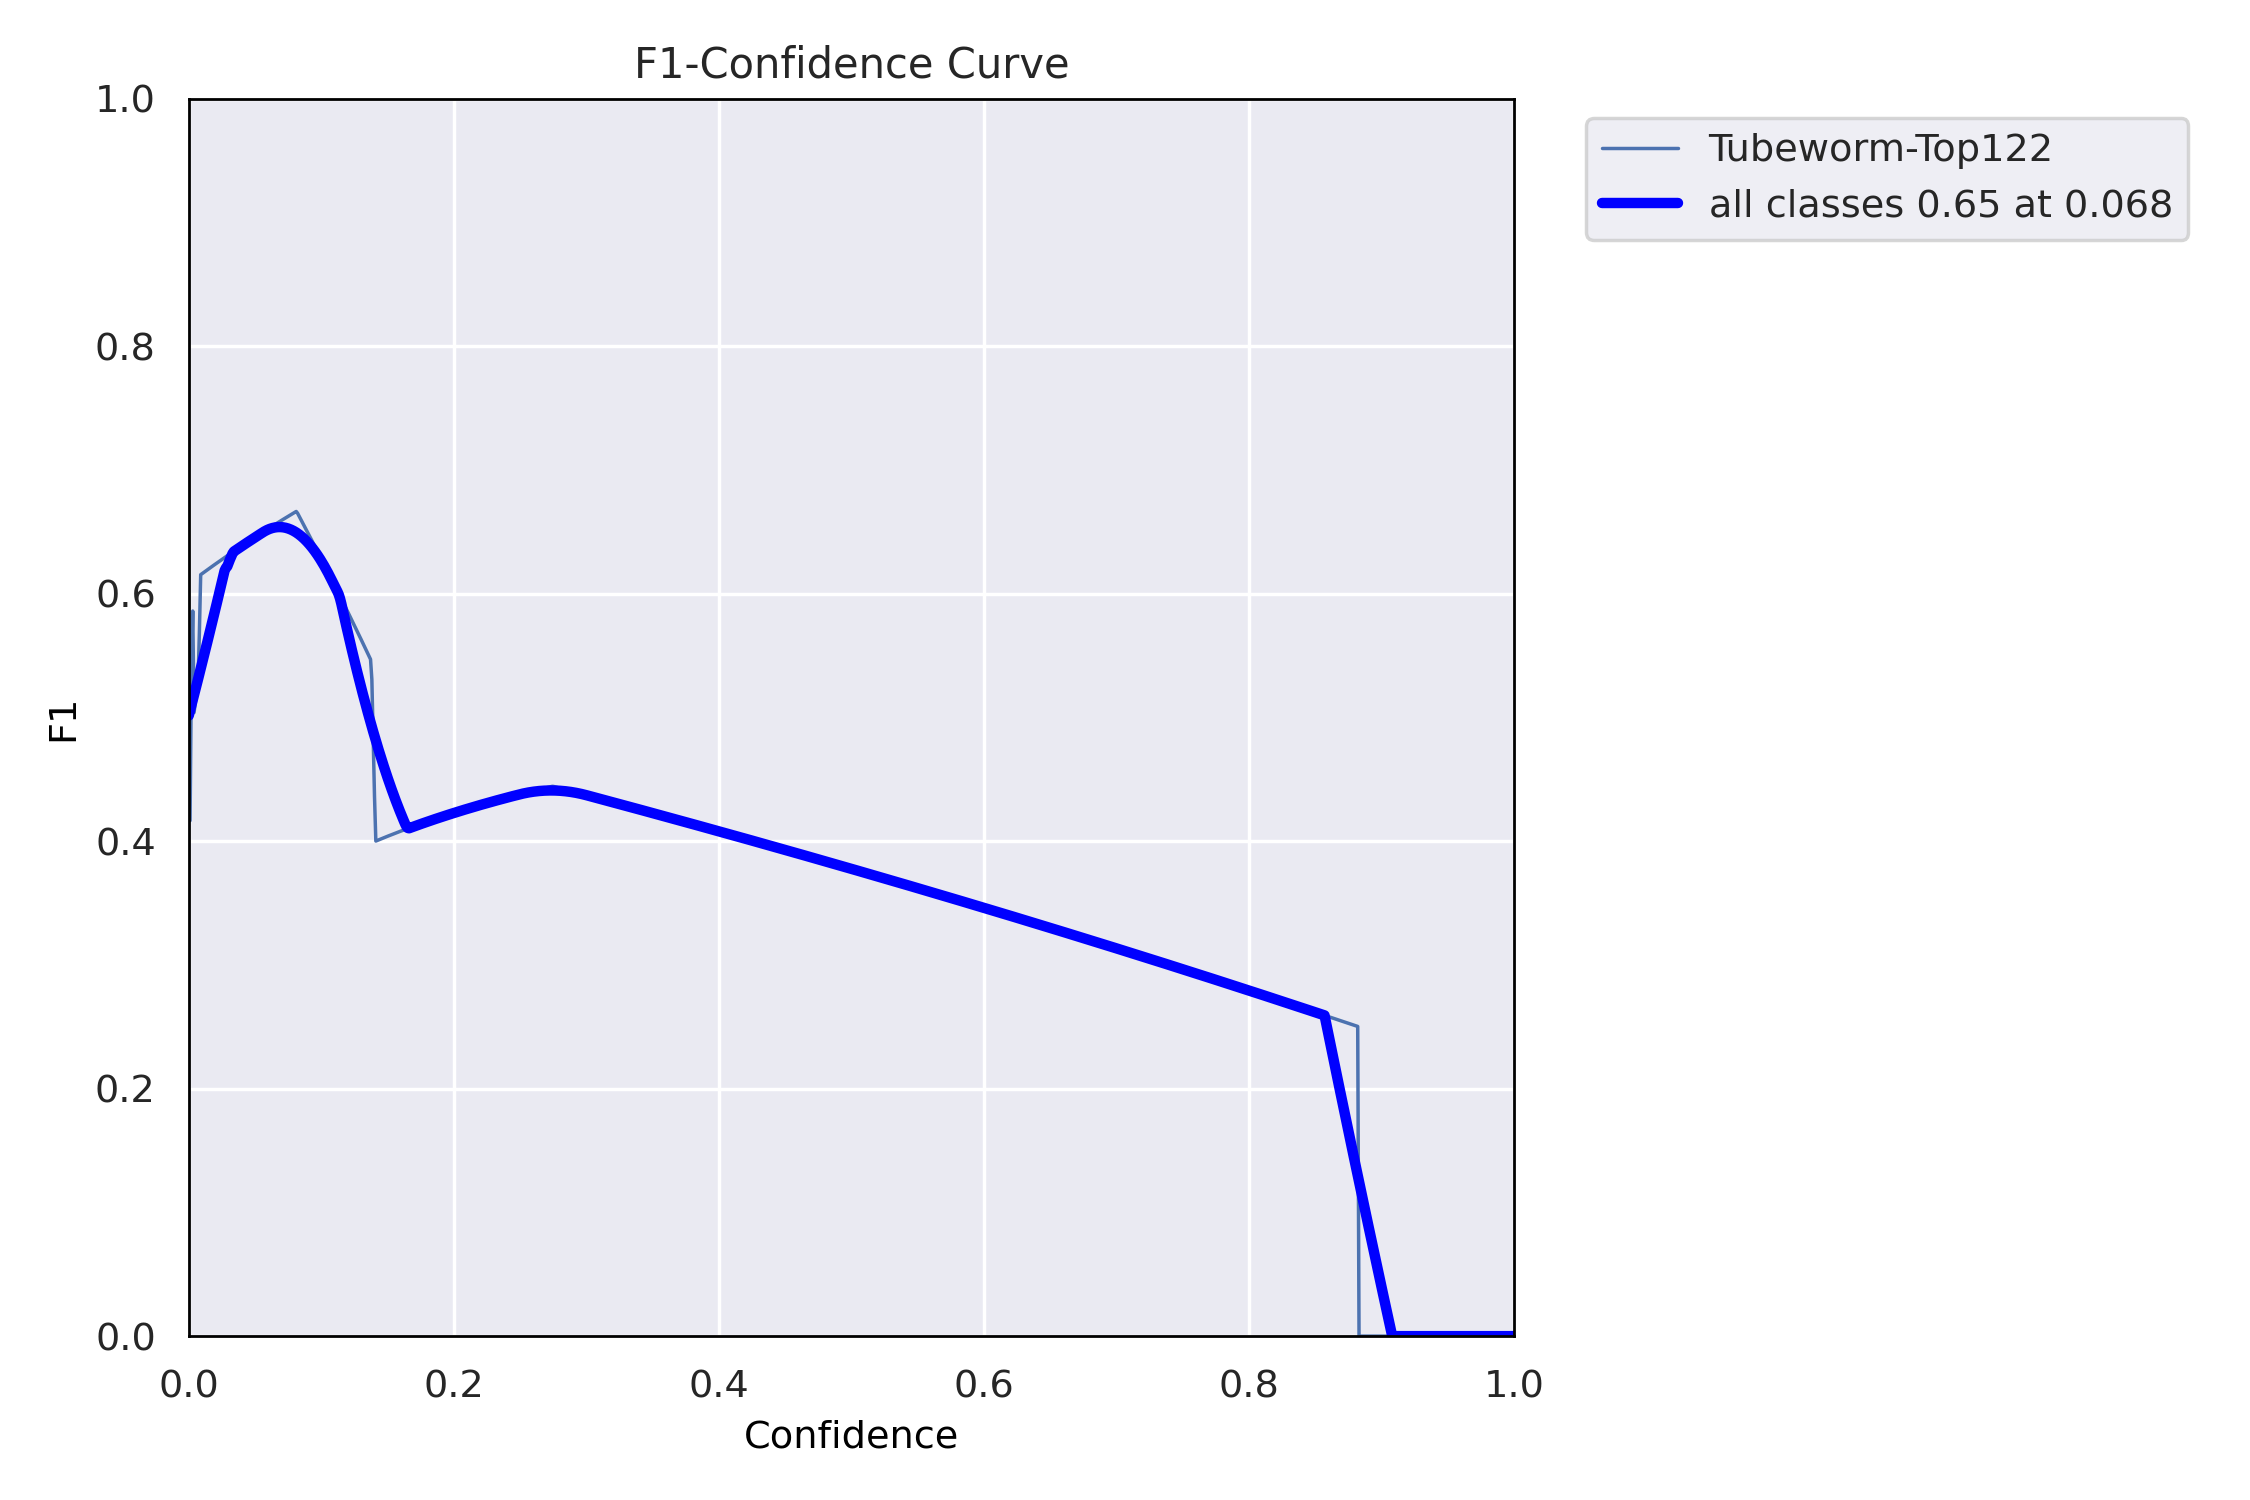 F1-Confidence Curve
1.0
0.8
0.6
0.4
0.2
0.0
F1
0.0 0.2 0.4 0.6 0.8 1.0
Confidence
Tubeworm-Top122
all classes 0.65 at 0.068